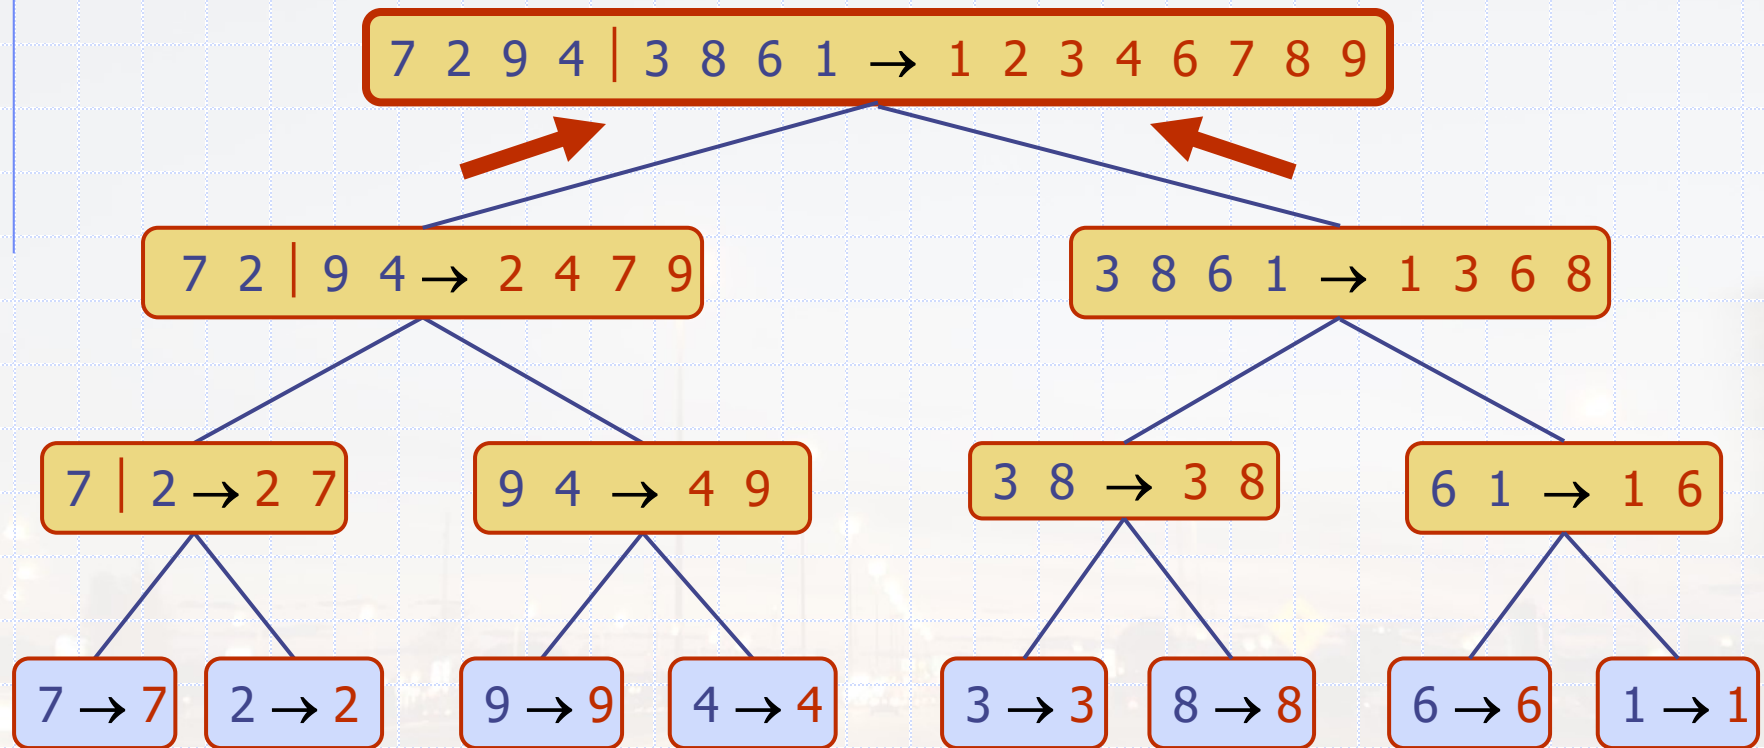 7 2 9 4 | 3 8 6 1 → 1 2 3 4 6 7 8 9
7 2 | 9 4 → 2 4 7 9
3 8 6 1 → 1 3 6 8
7 | 2 → 2 7
9 4 → 4 9
3 8 → 3 8
6 1 → 1 6
7 → 7
2 → 2
9 → 9
4 → 4
3 → 3
8 → 8
6 → 6
1 → 1